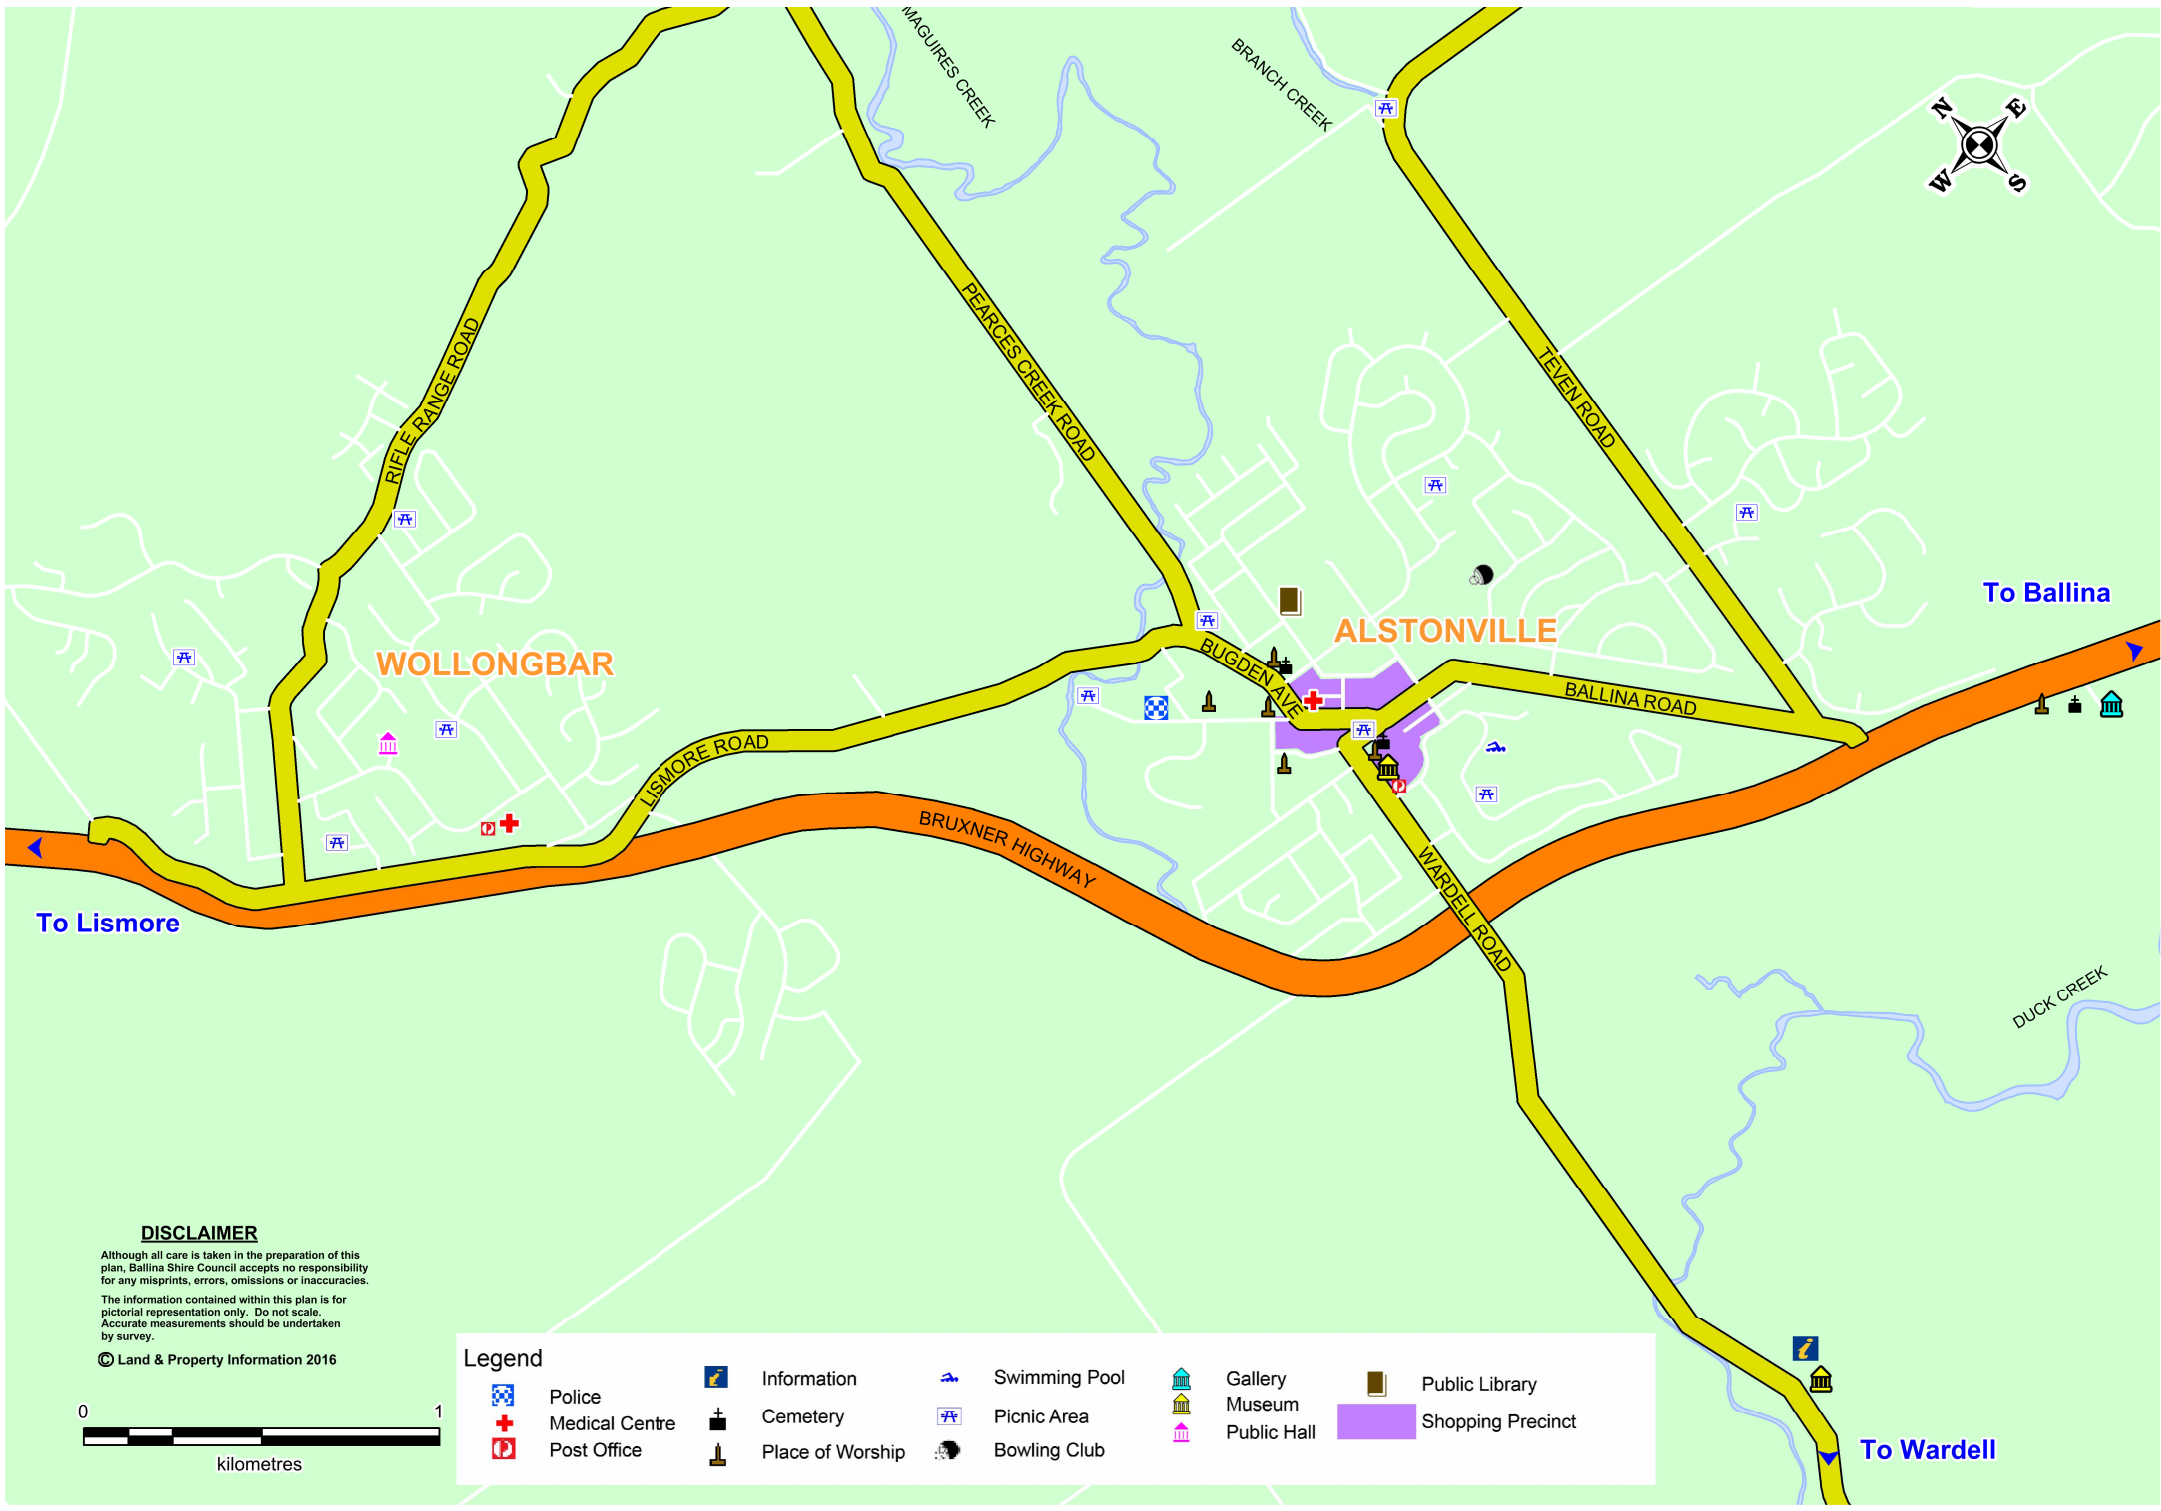 MAGUIRES CREEK
BRANCH CREEK
N
E
W
S
PEARCES CREEK ROAD
RIFLE RANGE ROAD
TEVEN ROAD
To Ballina
ALSTONVILLE
WOLLONGBAR
BUGDEN AVE
BALLINA ROAD
LISMORE ROAD
BRUXNER HIGHWAY
WARDELL ROAD
To Lismore
DUCK CREEK
DISCLAIMER
Although all care is taken in the preparation of this
plan, Ballina Shire Council accepts no responsibility
for any misprints, errors, omissions or inaccuracies.
The information contained within this plan is for
pictorial representation only. Do not scale.
Accurate measurements should be undertaken
by survey.
© Land & Property Information 2016
0
1
kilometres
Legend
Police
Medical Centre
Post Office
Information
Cemetery
Place of Worship
Swimming Pool
Picnic Area
Bowling Club
Gallery
Museum
Public Hall
Public Library
Shopping Precinct
To Wardell